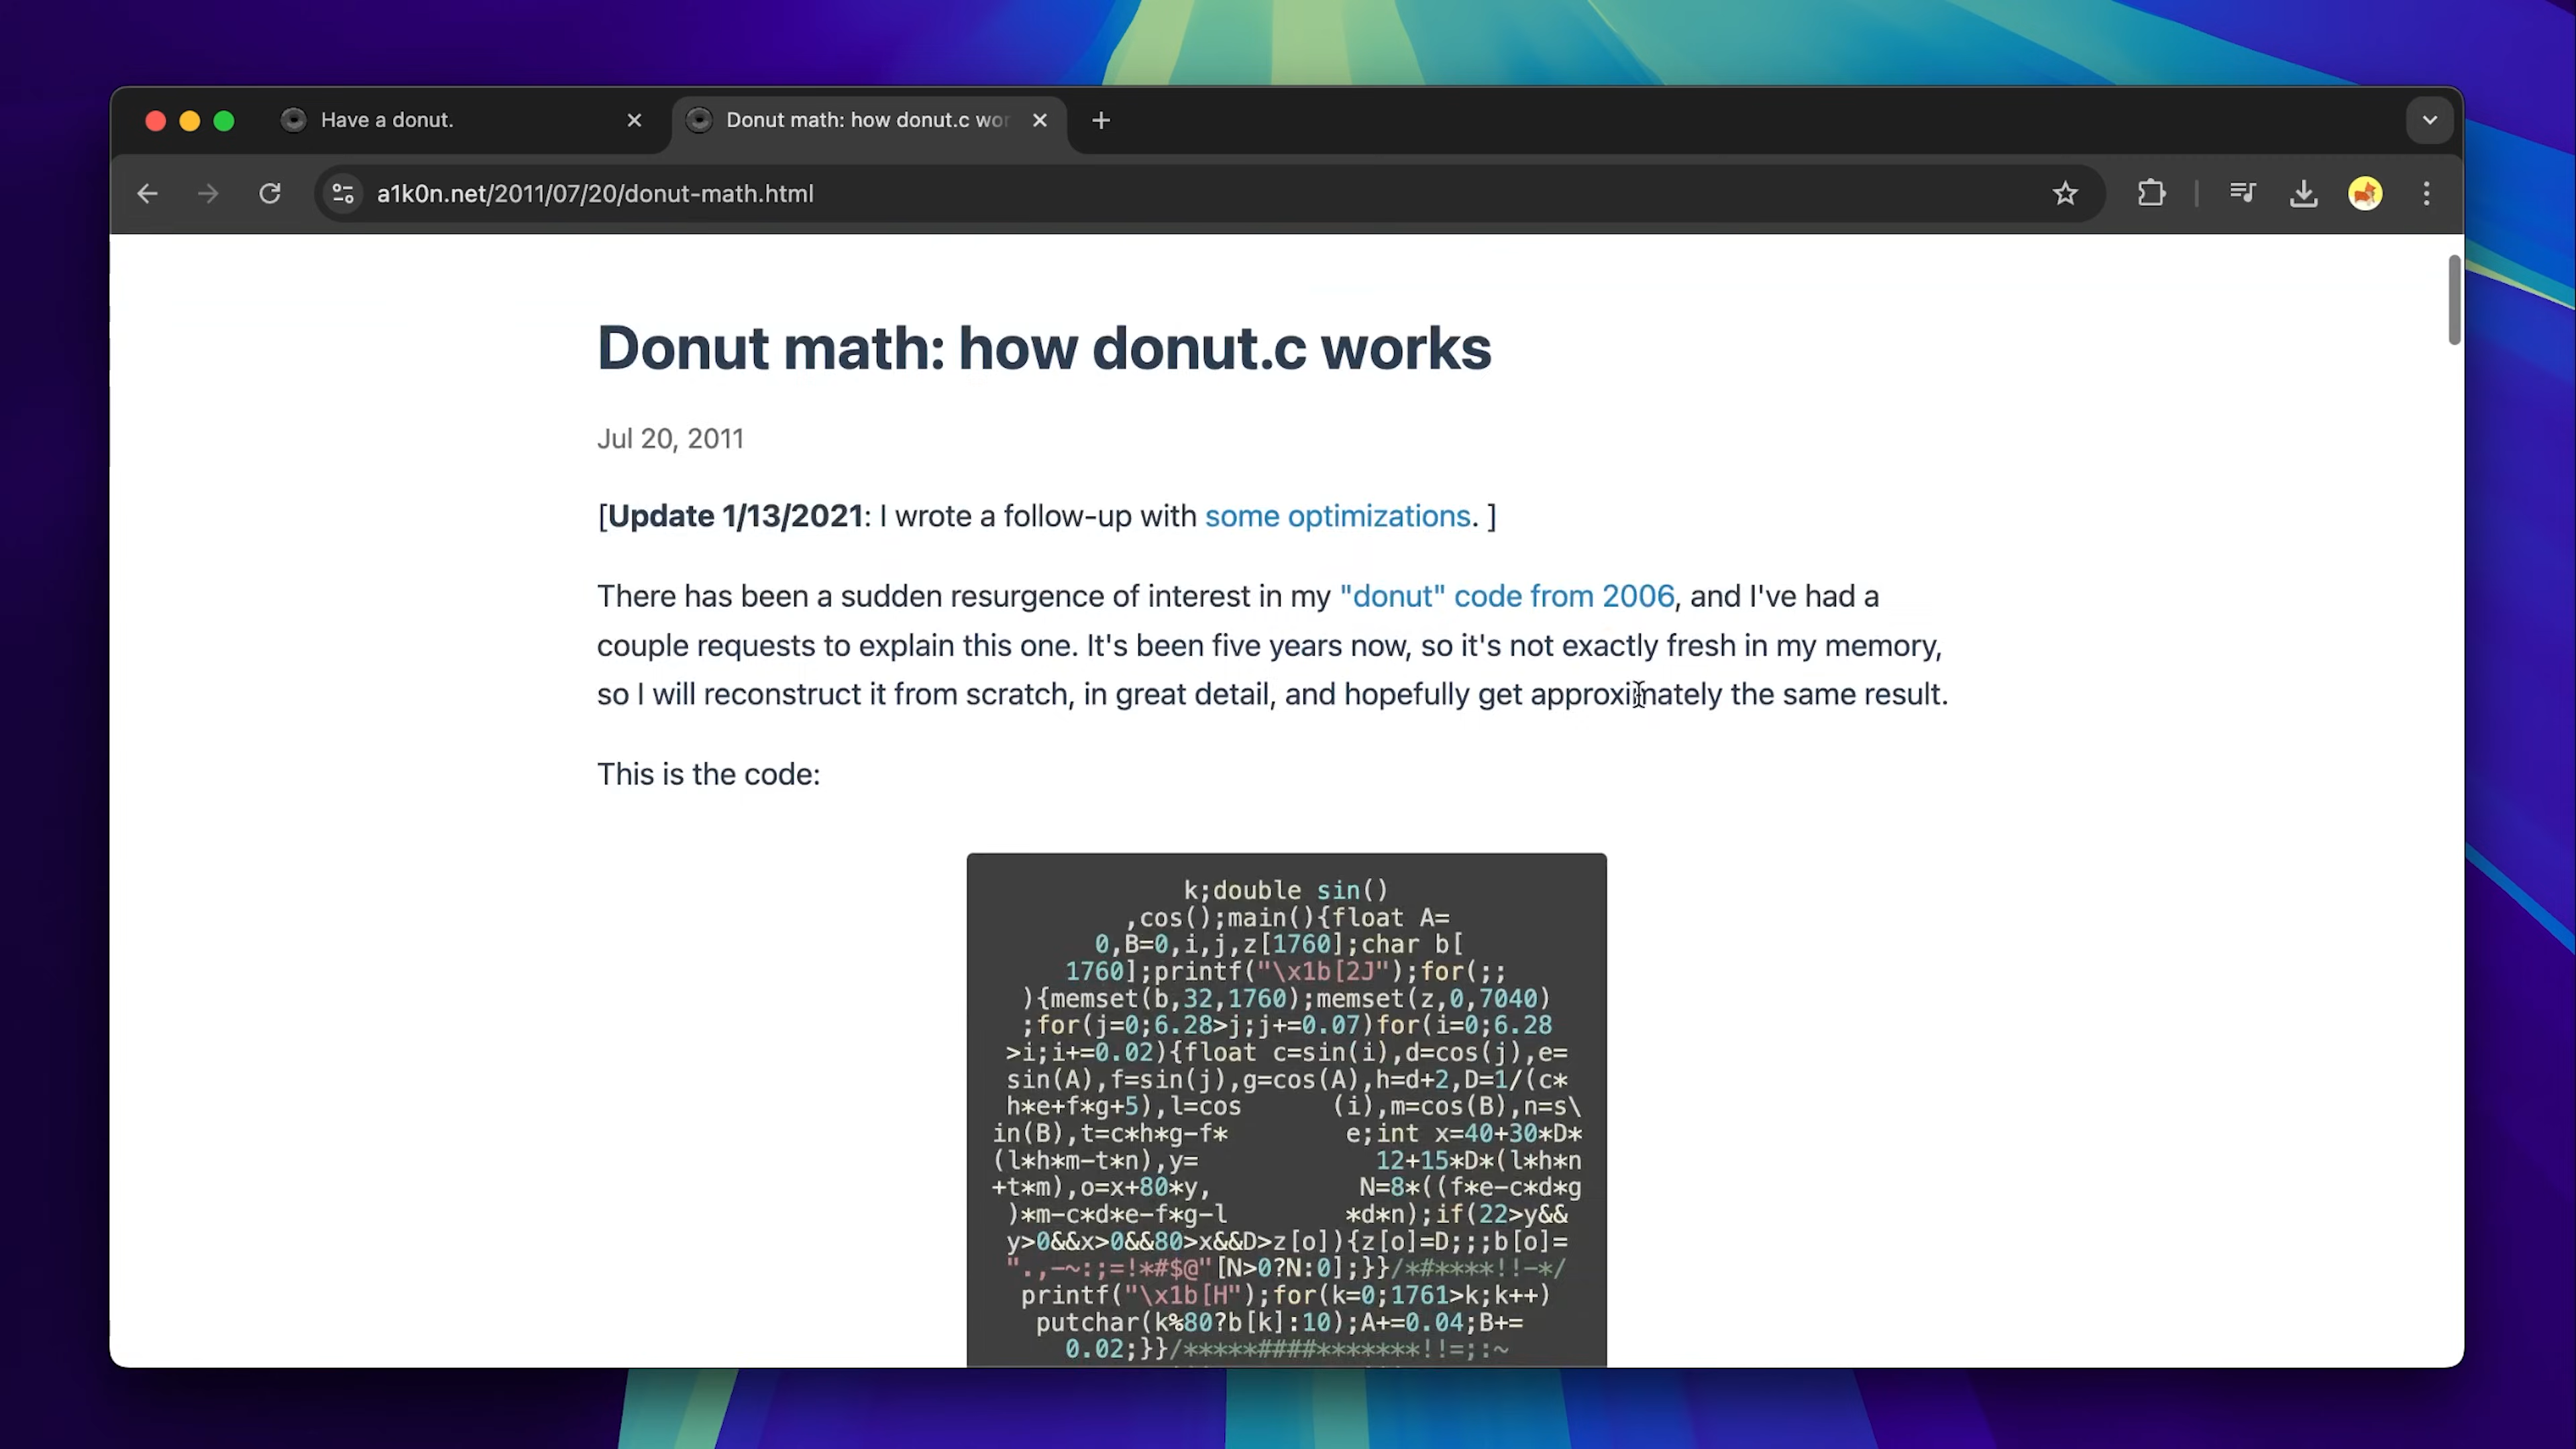 Have a donut.
Donut math: how donut.c wor
a1k0n.net/2011/07/20/donut-math.html
Donut math: how donut.c works
Jul 20, 2011
[Update 1/13/2021: I wrote a follow-up with some optimizations. ]
There has been a sudden resurgence of interest in my "donut" code from 2006, and I've had a
couple requests to explain this one. It's been five years now, so it's not exactly fresh in my memory,
so I will reconstruct it from scratch, in great detail, and hopefully get approximately the same result.
This is the code:
k;double sin()
,cos();main(){float A=
0,B=0,i,j,z[1760];char b[
1760];printf("\x1b[2J");for(;;
){memset(b,32,1760);memset(z,0,7040)
;for(j=0;6.28>j;j+=0.07)for(i=0;6.28
>i;i+=0.02){float c=sin(i),d=cos(j),e=
sin(A),f=sin(j),g=cos(A),h=d+2,D=1/(c*
h*e+f*g+5),l=cos      (i),m=cos(B),n=s\
in(B),t=c*h*g-f*        e;int x=40+30*D*
(l*h*m-t*n),y=            12+15*D*(l*h*n
+t*m),o=x+80*y,          N=8*((f*e-c*d*g
)*m-c*d*e-f*g-l        *d*n);if(22>y&&
y>0&&x>0&&80>x&&D>z[o]){z[o]=D;;;b[o]=
".,-~:;=!*#$@"[N>0?N:0];}}/*#****!!-*/
printf("\x1b[H");for(k=0;1761>k;k++)
putchar(k%80?b[k]:10);A+=0.04;B+=
0.02;}}/*****####*******!!=;:~